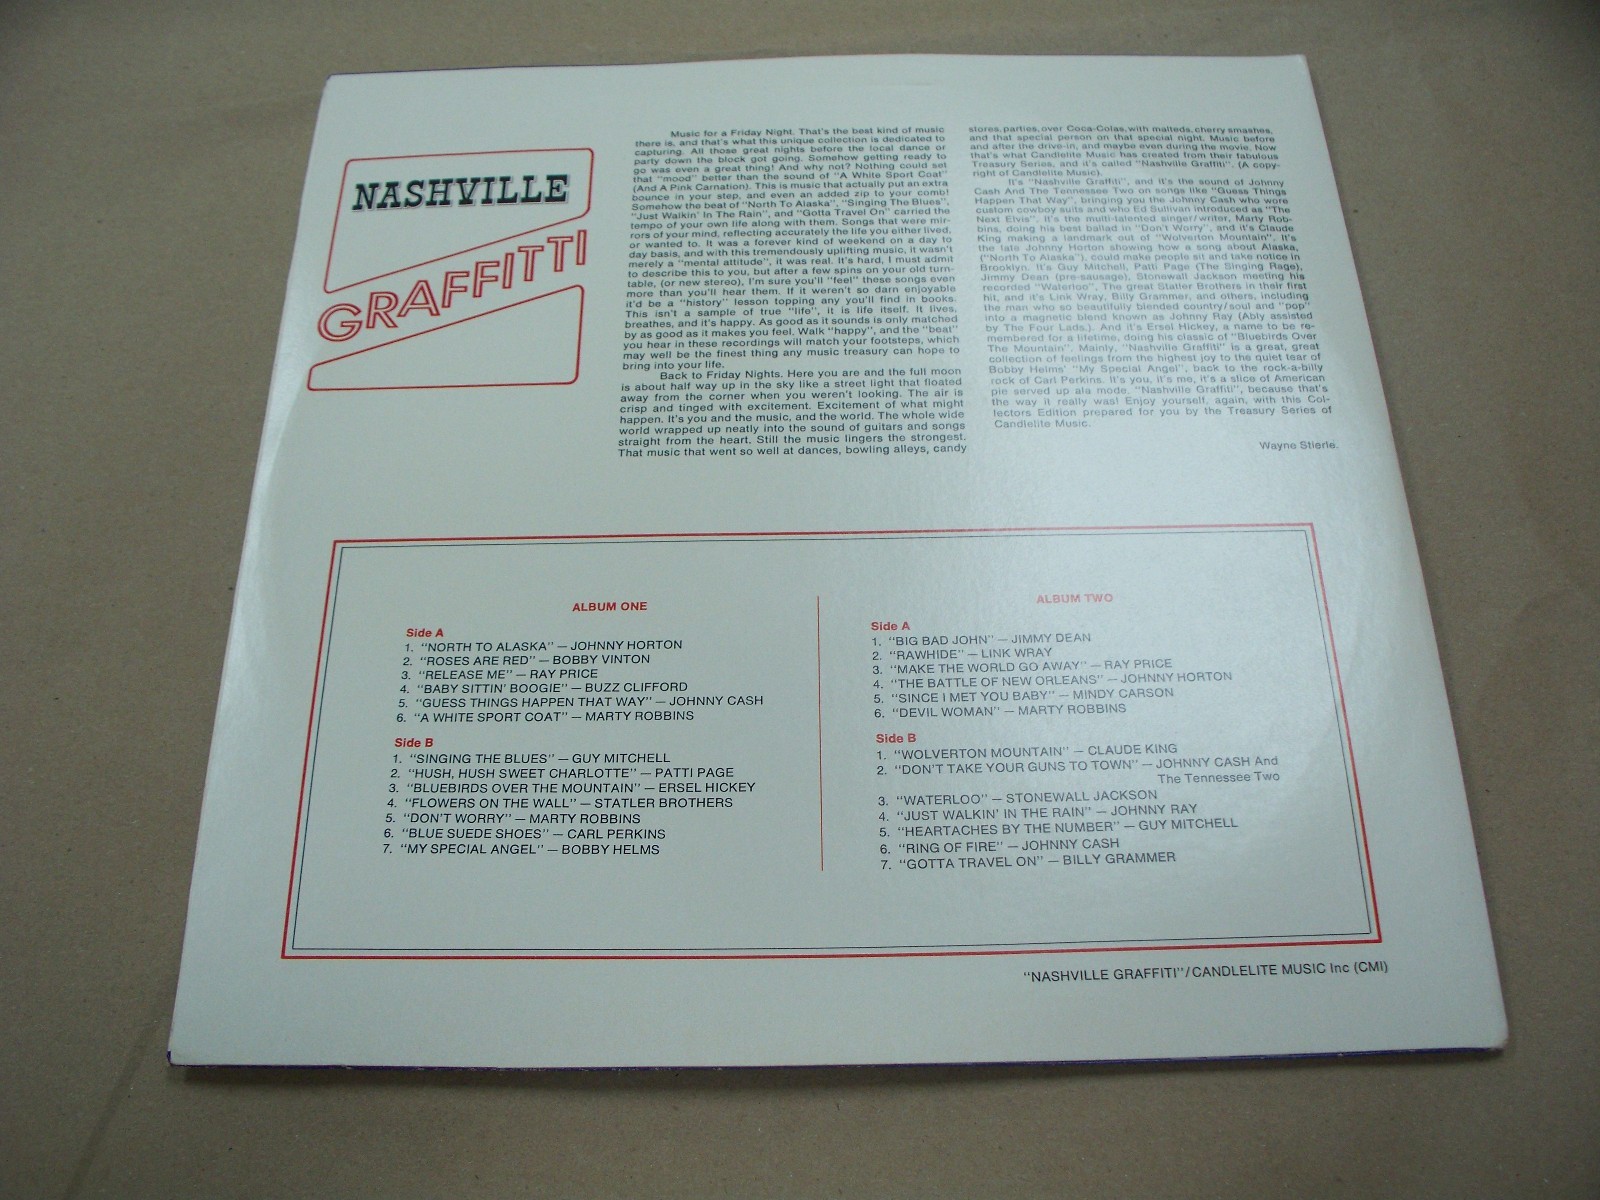 NASHVILLE
GRAFFITTI
Music for a Friday Night. That's the best kind of music
there is, and that's what this unique collection is dedicated to
capturing. All those great nights before the local dance or
party down the block got going. Somehow getting ready to
go was even a great thing! And why not? Nothing could set
that "mood" better than the sound of "A White Sport Coat"
(And A Pink Carnation). This is music that actually put an extra
bounce in your step, and even an added zip to your comb!
Somehow the beat of "North To Alaska", "Singing The Blues",
"Just Walkin' In The Rain", and "Gotta Travel On" carried the
tempo of your own life along with them. Songs that were mir-
rors of your mind, reflecting accurately the life you either lived,
or wanted to. It was a forever kind of weekend on a day to
day basis, and with this tremendously uplifting music, it wasn't
merely a "mental attitude", it was real. It's hard, I must admit
to describe this to you, but after a few spins on your old turn-
table, (or new stereo), I'm sure you'll "feel" these songs even
more than you'll hear them. If it weren't so darn enjoyable
it'd be a "history" lesson topping any you'll find in books.
This isn't a sample of true "life", it is life itself. It lives,
breathes, and it's happy. As good as it sounds is only matched
by as good as it makes you feel. Walk "happy", and the "beat"
you hear in these recordings will match your footsteps, which
may well be the finest thing any music treasury can hope to
bring into your life.
Back to Friday Nights. Here you are and the full moon
is about half way up in the sky like a street light that floated
away from the corner when you weren't looking. The air is
crisp and tinged with excitement. Excitement of what might
happen. It's you and the music, and the world. The whole wide
world wrapped up neatly into the sound of guitars and songs
straight from the heart. Still the music lingers the strongest.
That music that went so well at dances, bowling alleys, candy
stores, parties, over Coca-Colas, with malteds, cherry smashes,
and that special person on that special night. Music before
and after the drive-in, and maybe even during the movie. Now
that's what Candlelite Music has created from their fabulous
Treasury Series, and it's called "Nashville Graffiti". (A copy-
right of Candlelite Music).
It's "Nashville Graffiti", and it's the sound of Johnny
Cash And The Tennessee Two on songs like "Guess Things
Happen That Way", bringing you the Johnny Cash who wore
custom cowboy suits and who Ed Sullivan introduced as "The
Next Elvis". It's the multi-talented singer/writer, Marty Rob-
bins, doing his best ballad in "Don't Worry", and it's Claude
King making a landmark out of "Wolverton Mountain". It's
the late Johnny Horton showing how a song about Alaska,
("North To Alaska"), could make people sit and take notice in
Brooklyn. It's Guy Mitchell, Patti Page (The Singing Rage),
Jimmy Dean (pre-sausage), Stonewall Jackson meeting his
recorded "Waterloo", The great Statler Brothers in their first
hit, and it's Link Wray, Billy Grammer, and others, including
the man who so beautifully blended country/soul and "pop"
into a magnetic blend known as Johnny Ray (Ably assisted
by The Four Lads.). And it's Ersel Hickey, a name to be re-
membered for a lifetime, doing his classic of "Bluebirds Over
The Mountain". Mainly, "Nashville Graffiti" is a great, great
collection of feelings from the highest joy to the quiet tear of
Bobby Helms' "My Special Angel", back to the rock-a-billy
rock of Carl Perkins. It's you, it's me, it's a slice of American
pie served up ala mode. "Nashville Graffiti", because that's
the way it really was! Enjoy yourself, again, with this Col-
lectors Edition prepared for you by the Treasury Series of
Candlelite Music.
Wayne Stierle.
ALBUM ONE
Side A
1. "NORTH TO ALASKA" — JOHNNY HORTON
2. "ROSES ARE RED" — BOBBY VINTON
3. "RELEASE ME" — RAY PRICE
4. "BABY SITTIN' BOOGIE" — BUZZ CLIFFORD
5. "GUESS THINGS HAPPEN THAT WAY" — JOHNNY CASH
6. "A WHITE SPORT COAT" — MARTY ROBBINS
Side B
1. "SINGING THE BLUES" — GUY MITCHELL
2. "HUSH, HUSH SWEET CHARLOTTE" — PATTI PAGE
3. "BLUEBIRDS OVER THE MOUNTAIN" — ERSEL HICKEY
4. "FLOWERS ON THE WALL" — STATLER BROTHERS
5. "DON'T WORRY" — MARTY ROBBINS
6. "BLUE SUEDE SHOES" — CARL PERKINS
7. "MY SPECIAL ANGEL" — BOBBY HELMS
ALBUM TWO
Side A
1. "BIG BAD JOHN" — JIMMY DEAN
2. "RAWHIDE" — LINK WRAY
3. "MAKE THE WORLD GO AWAY" — RAY PRICE
4. "THE BATTLE OF NEW ORLEANS" — JOHNNY HORTON
5. "SINCE I MET YOU BABY" — MINDY CARSON
6. "DEVIL WOMAN" — MARTY ROBBINS
Side B
1. "WOLVERTON MOUNTAIN" — CLAUDE KING
2. "DON'T TAKE YOUR GUNS TO TOWN" — JOHNNY CASH And
The Tennessee Two
3. "WATERLOO" — STONEWALL JACKSON
4. "JUST WALKIN' IN THE RAIN" — JOHNNY RAY
5. "HEARTACHES BY THE NUMBER" — GUY MITCHELL
6. "RING OF FIRE" — JOHNNY CASH
7. "GOTTA TRAVEL ON" — BILLY GRAMMER
"NASHVILLE GRAFFITI"/CANDLELITE MUSIC Inc (CMI)